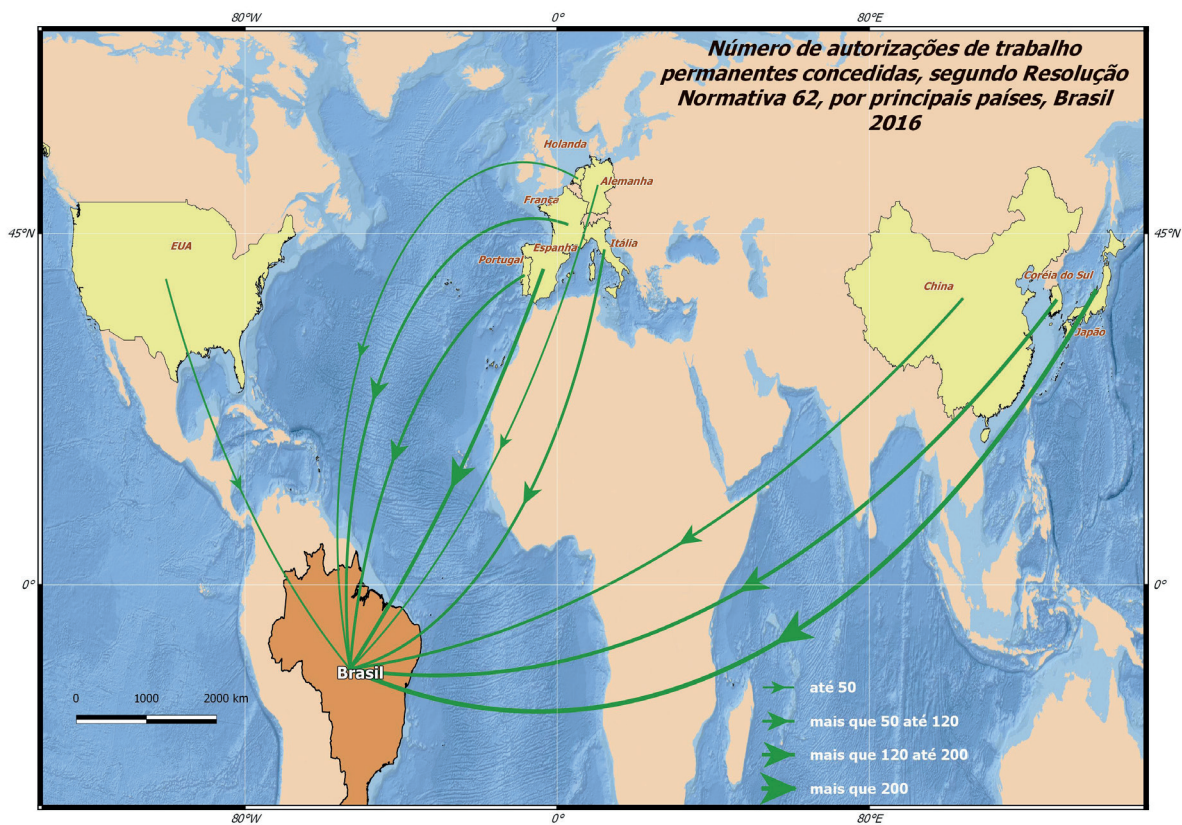 80°W
0°
80°E
Número de autorizações de trabalho
permanentes concedidas, segundo Resolução
Normativa 62, por principais países, Brasil
2016
Holanda
Alemanha
França
45°N
45°N
EUA
Espanha
Itália
Portugal
Coréia do Sul
China
Japão
0°
0°
Brasil
0 1000 2000 km
até 50
mais que 50 até 120
mais que 120 até 200
mais que 200
80°W
0°
80°E